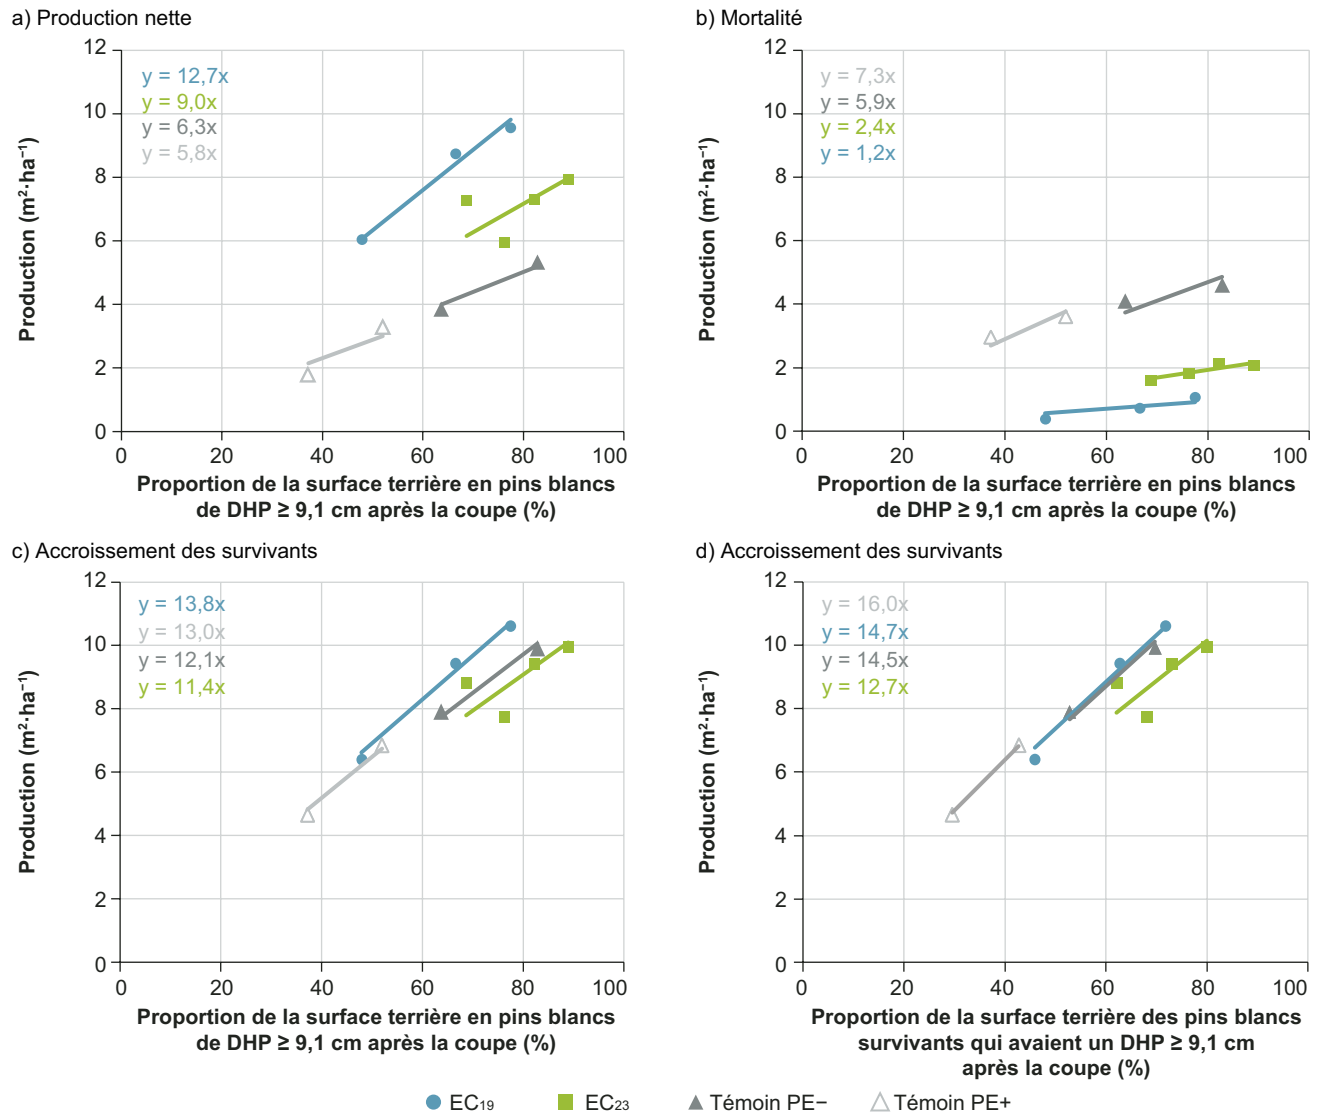 a) Production nette
12
10
8
6
4
2
0
Production (m²·ha⁻¹)
y = 12,7x
y = 9,0x
y = 6,3x
y = 5,8x
0 20 40 60 80 100
Proportion de la surface terrière en pins blancs
de DHP ≥ 9,1 cm après la coupe (%)
b) Mortalité
12
10
8
6
4
2
0
Production (m²·ha⁻¹)
y = 7,3x
y = 5,9x
y = 2,4x
y = 1,2x
0 20 40 60 80 100
Proportion de la surface terrière en pins blancs
de DHP ≥ 9,1 cm après la coupe (%)
c) Accroissement des survivants
12
10
8
6
4
2
0
Production (m²·ha⁻¹)
y = 13,8x
y = 13,0x
y = 12,1x
y = 11,4x
0 20 40 60 80 100
Proportion de la surface terrière en pins blancs
de DHP ≥ 9,1 cm après la coupe (%)
d) Accroissement des survivants
12
10
8
6
4
2
0
Production (m²·ha⁻¹)
y = 16,0x
y = 14,7x
y = 14,5x
y = 12,7x
0 20 40 60 80 100
Proportion de la surface terrière des pins blancs
survivants qui avaient un DHP ≥ 9,1 cm
après la coupe (%)
EC₁₉ EC₂₃ Témoin PE− Témoin PE+